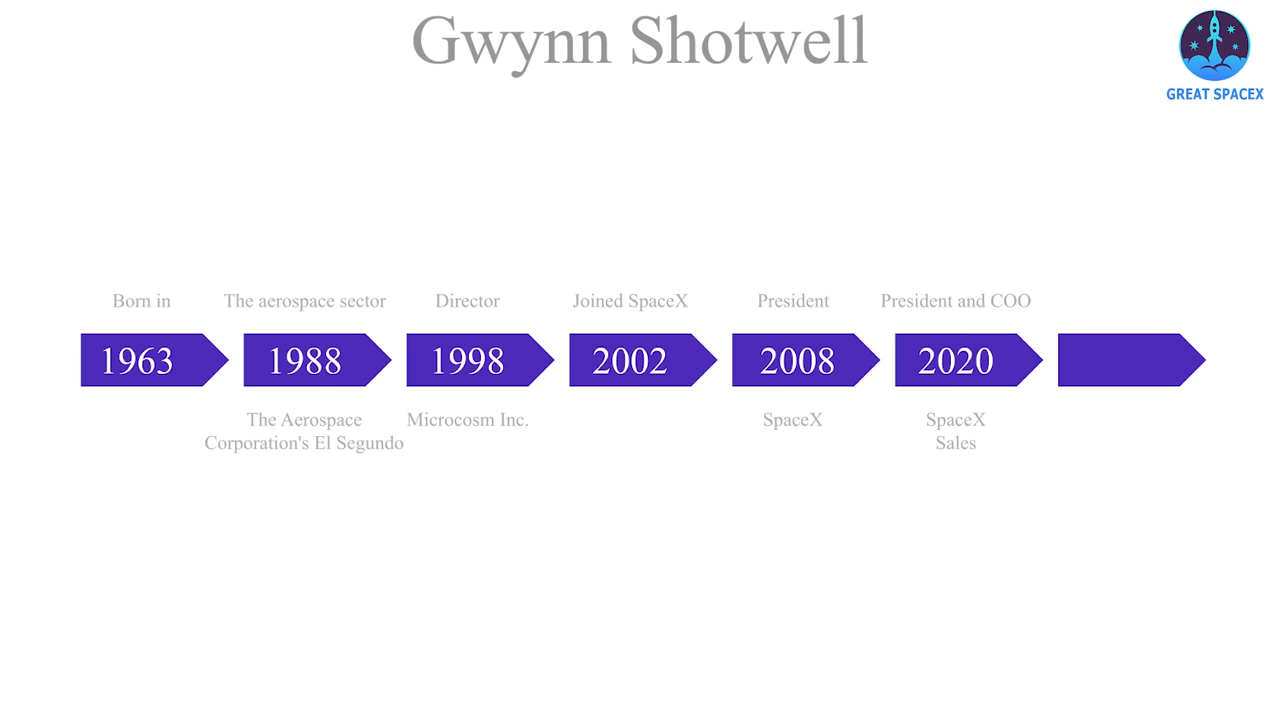 Gwynn Shotwell
GREAT SPACEX
Born in
The aerospace sector
Director
Joined SpaceX
President
President and COO
1963
1988
1998
2002
2008
2020
The Aerospace
Corporation's El Segundo
Microcosm Inc.
SpaceX
SpaceX
Sales